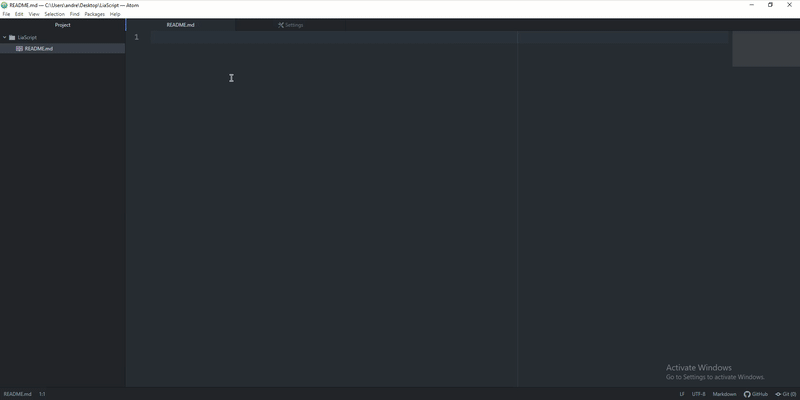 README.md — C:\Users\andre\Desktop\LiaScript — Atom
File Edit View Selection Find Packages Help
Project
README.md
Settings
LiaScript
README.md
1
Activate Windows
Go to Settings to activate Windows.
README.md 1:1
LF UTF-8 Markdown GitHub Git (0)